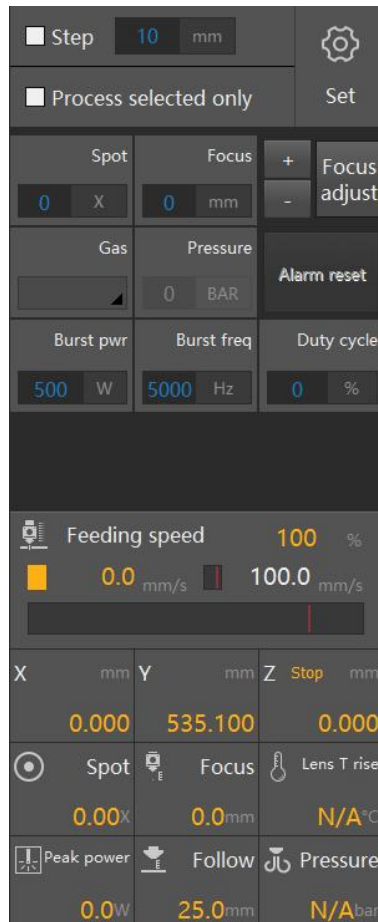 Step 10 mm
Process selected only
Set
Spot Focus
+ Focus adjust
0 X 0 mm
-
Gas Pressure
Alarm reset
0 BAR
Burst pwr Burst freq Duty cycle
500 W 5000 Hz 0 %
Feeding speed 100 %
0.0 mm/s 100.0 mm/s
X mm Y mm Z Stop mm
0.000 535.100 0.000
Spot Focus Lens T rise
0.00X 0.0mm N/A°C
Peak power Follow Pressure
0.0W 25.0mm N/Abar